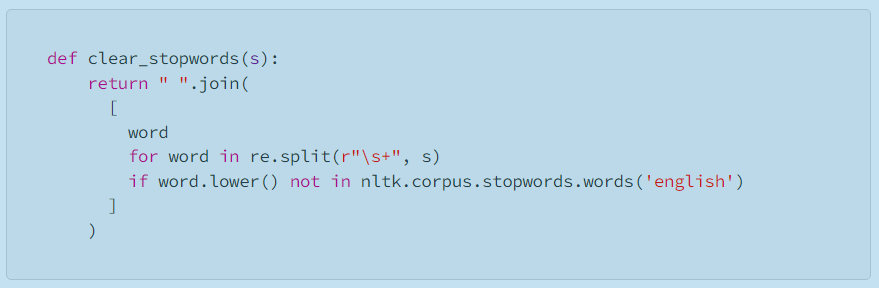 def clear_stopwords(s):
    return " ".join(
      [
        word
        for word in re.split(r"\s+", s)
        if word.lower() not in nltk.corpus.stopwords.words('english')
      ]
    )